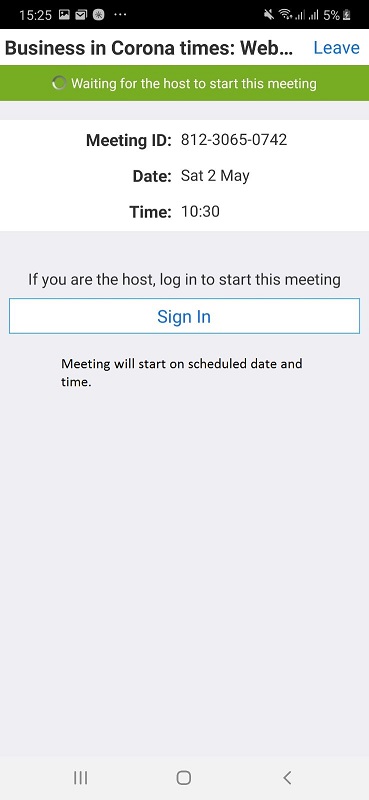 15:25 ... 5%
Business in Corona times: Web... Leave
Waiting for the host to start this meeting
Meeting ID: 812-3065-0742
Date: Sat 2 May
Time: 10:30
If you are the host, log in to start this meeting
Sign In
Meeting will start on scheduled date and
time.